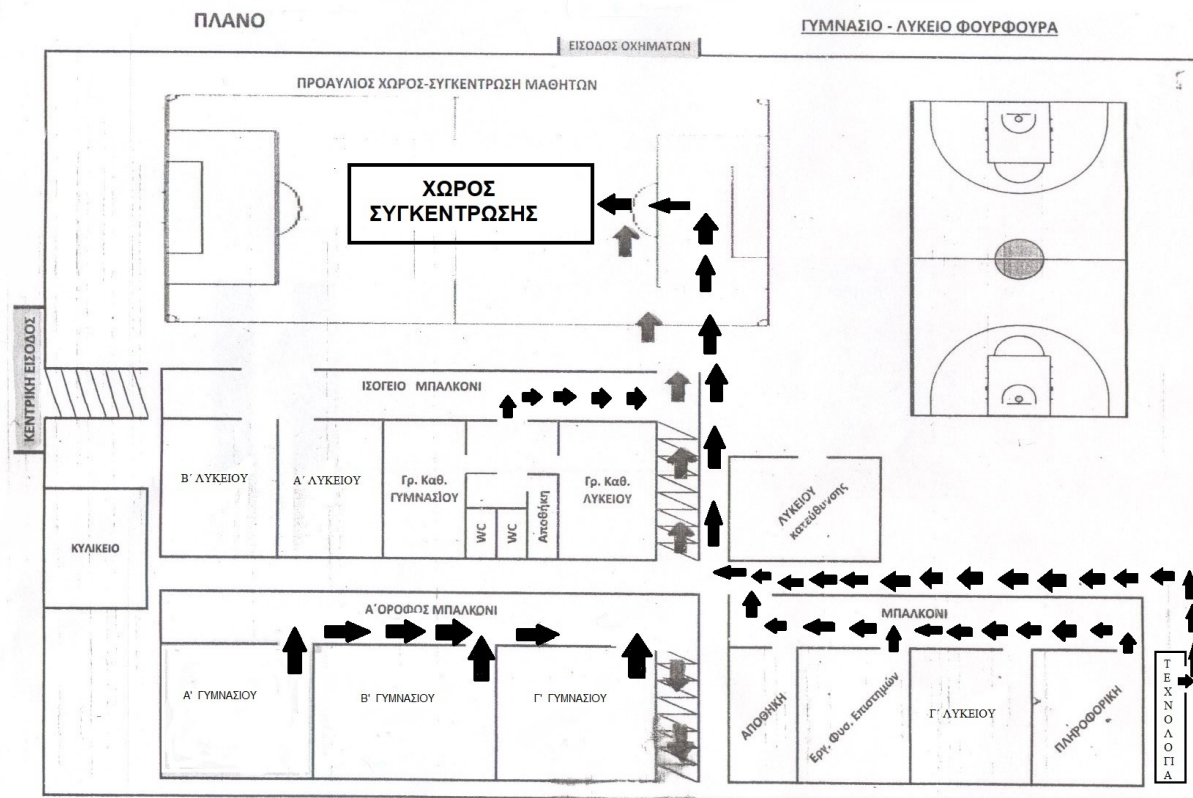 ΠΛΑΝΟ
ΓΥΜΝΑΣΙΟ - ΛΥΚΕΙΟ ΦΟΥΡΦΟΥΡΑ
ΕΙΣΟΔΟΣ ΟΧΗΜΑΤΩΝ
ΠΡΟΑΥΛΙΟΣ ΧΩΡΟΣ-ΣΥΓΚΕΝΤΡΩΣΗ ΜΑΘΗΤΩΝ
ΧΩΡΟΣ
ΣΥΓΚΕΝΤΡΩΣΗΣ
ΚΕΝΤΡΙΚΗ ΕΙΣΟΔΟΣ
ΙΣΟΓΕΙΟ ΜΠΑΛΚΟΝΙ
Β΄ ΛΥΚΕΙΟΥ
Α΄ ΛΥΚΕΙΟΥ
Γρ. Καθ.
ΓΥΜΝΑΣΙΟΥ
WC
WC
Αποθήκη
Γρ. Καθ.
ΛΥΚΕΙΟΥ
ΛΥΚΕΙΟΥ
κατεύθυνσης
ΚΥΛΙΚΕΙΟ
Α΄ΟΡΟΦΟΣ ΜΠΑΛΚΟΝΙ
ΜΠΑΛΚΟΝΙ
Α' ΓΥΜΝΑΣΙΟΥ
Β' ΓΥΜΝΑΣΙΟΥ
Γ' ΓΥΜΝΑΣΙΟΥ
ΑΠΟΘΗΚΗ
Εργ. Φυσ. Επιστημών
Γ΄ ΛΥΚΕΙΟΥ
ΠΛΗΡΟΦΟΡΙΚΗ
ΤΕΧΝΟΛΟΓΙΑ